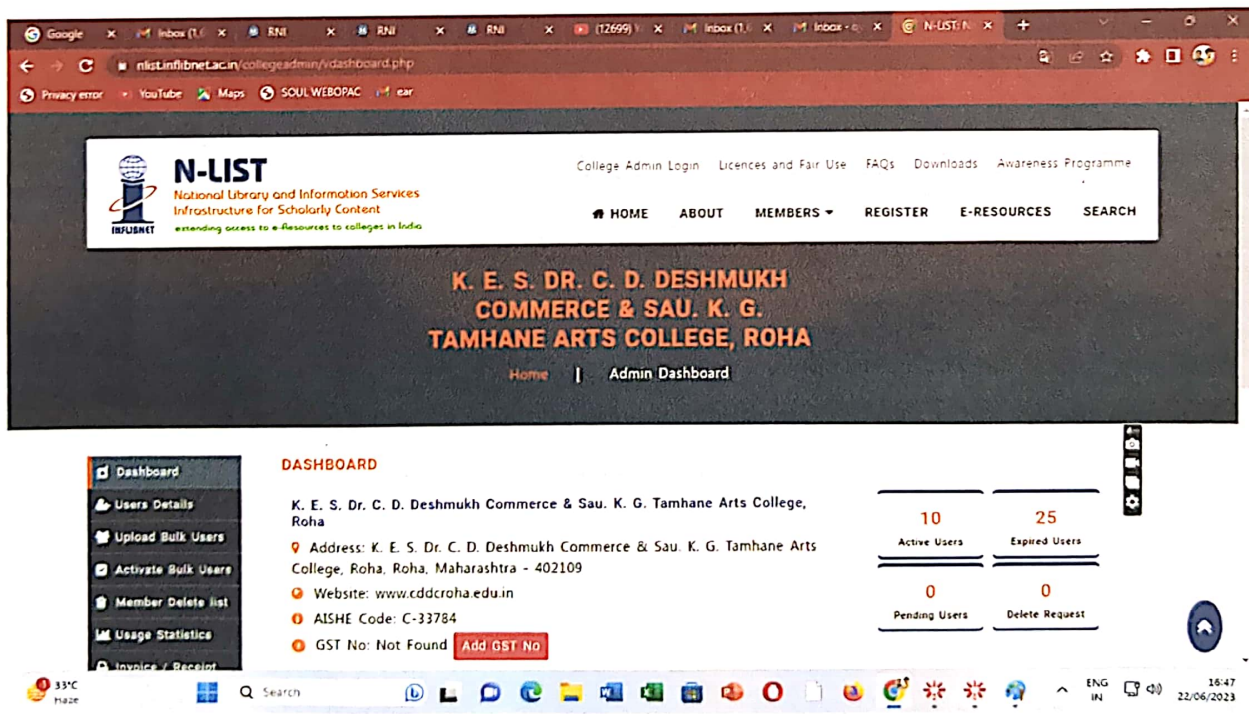 Google
Inbox (1,
RNI
RNI
RNI
(12699)
Inbox (1,
Inbox -
N-LIST: N
nlist.inflibnet.ac.in/collegeadmin/vdashboard.php
Privacy error
YouTube
Maps
SOUL WEBOPAC
ear
INFLIBNET
N-LIST
National Library and Information Services
Infrastructure for Scholarly Content
extending access to e-Resources to colleges in India
College Admin Login Licences and Fair Use FAQs Downloads Awareness Programme
HOME ABOUT MEMBERS REGISTER E-RESOURCES SEARCH
K. E. S. DR. C. D. DESHMUKH
COMMERCE & SAU. K. G.
TAMHANE ARTS COLLEGE, ROHA
Home | Admin Dashboard
Dashboard
Users Details
Upload Bulk Users
Activate Bulk Users
Member Delete list
Usage Statistics
Invoice / Receipt
DASHBOARD
K. E. S. Dr. C. D. Deshmukh Commerce & Sau. K. G. Tamhane Arts College,
Roha
Address: K. E. S. Dr. C. D. Deshmukh Commerce & Sau. K. G. Tamhane Arts
College, Roha, Roha, Maharashtra - 402109
Website: www.cddcroha.edu.in
AISHE Code: C-33784
GST No: Not Found Add GST No
10
Active Users
25
Expired Users
0
Pending Users
0
Delete Request
33°C
Haze
Search
ENG
IN
16:47
22/06/2023